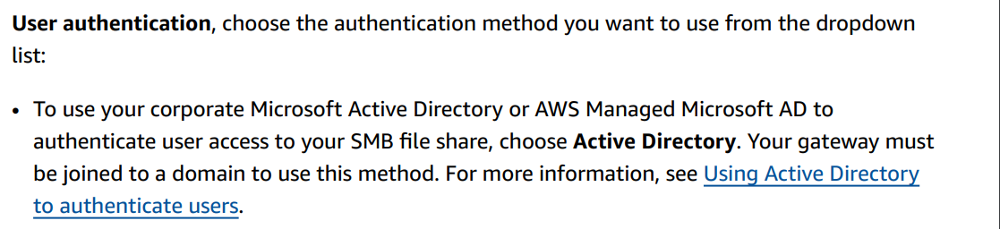 User authentication, choose the authentication method you want to use from the dropdown
list:
• To use your corporate Microsoft Active Directory or AWS Managed Microsoft AD to
authenticate user access to your SMB file share, choose Active Directory. Your gateway must
be joined to a domain to use this method. For more information, see Using Active Directory
to authenticate users.